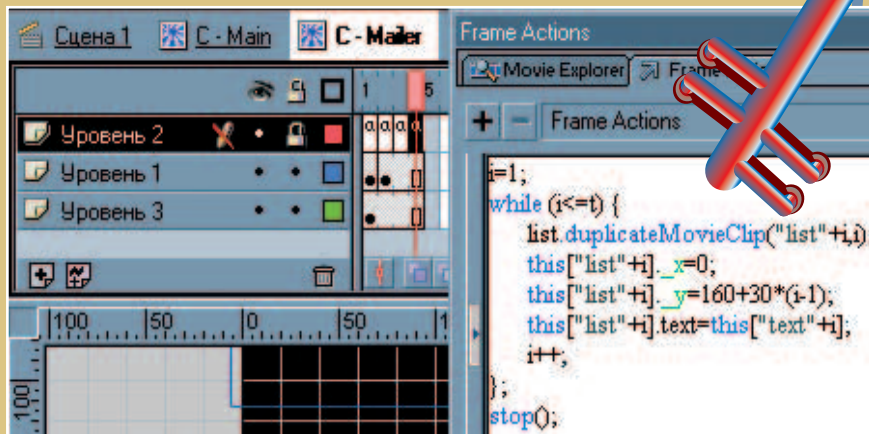 Сцена 1 C - Main C - Mailer
1 5
Уровень 2
a a a a
Уровень 1
Уровень 3
100 50 0 50 1
100
Frame Actions
Movie Explorer Frame
+ - Frame Actions
i=1;
while (i<=t) {
list.duplicateMovieClip("list"+i,i)
this["list"+i]._x=0;
this["list"+i]._y=160+30*(i-1);
this["list"+i].text=this["text"+i];
i++;
};
stop();